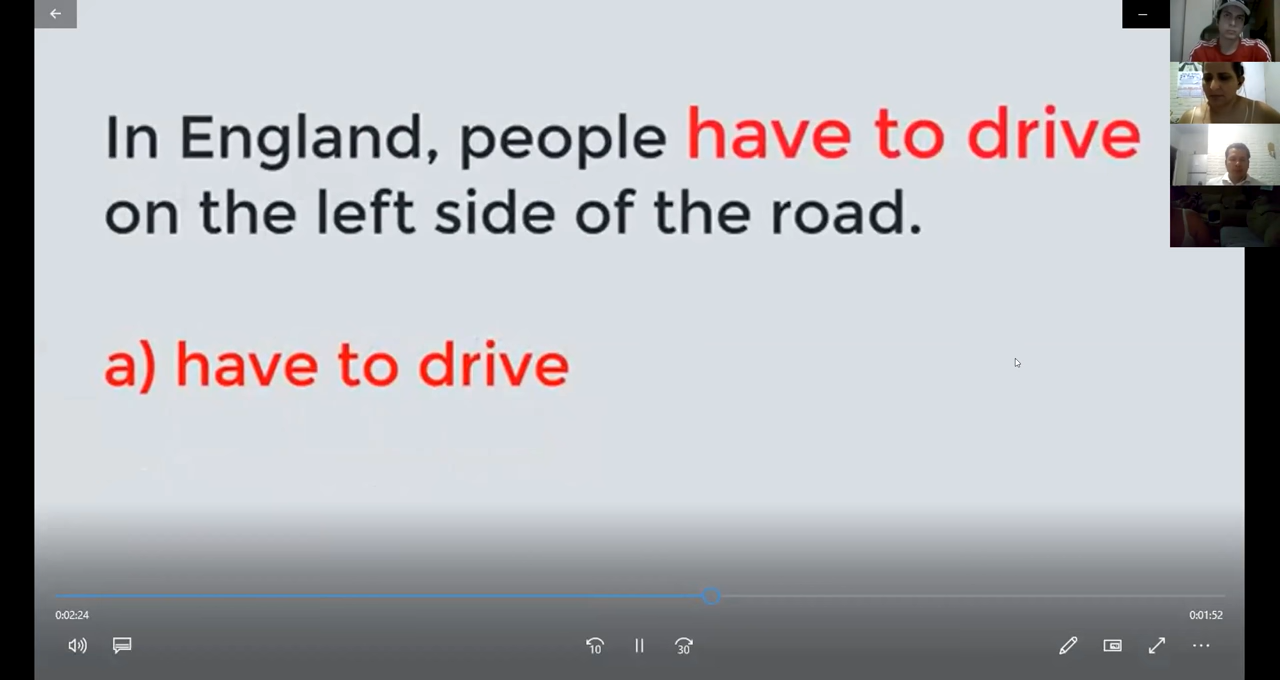 In England, people have to drive
on the left side of the road.
a) have to drive
0:02:24
0:01:52
10
30